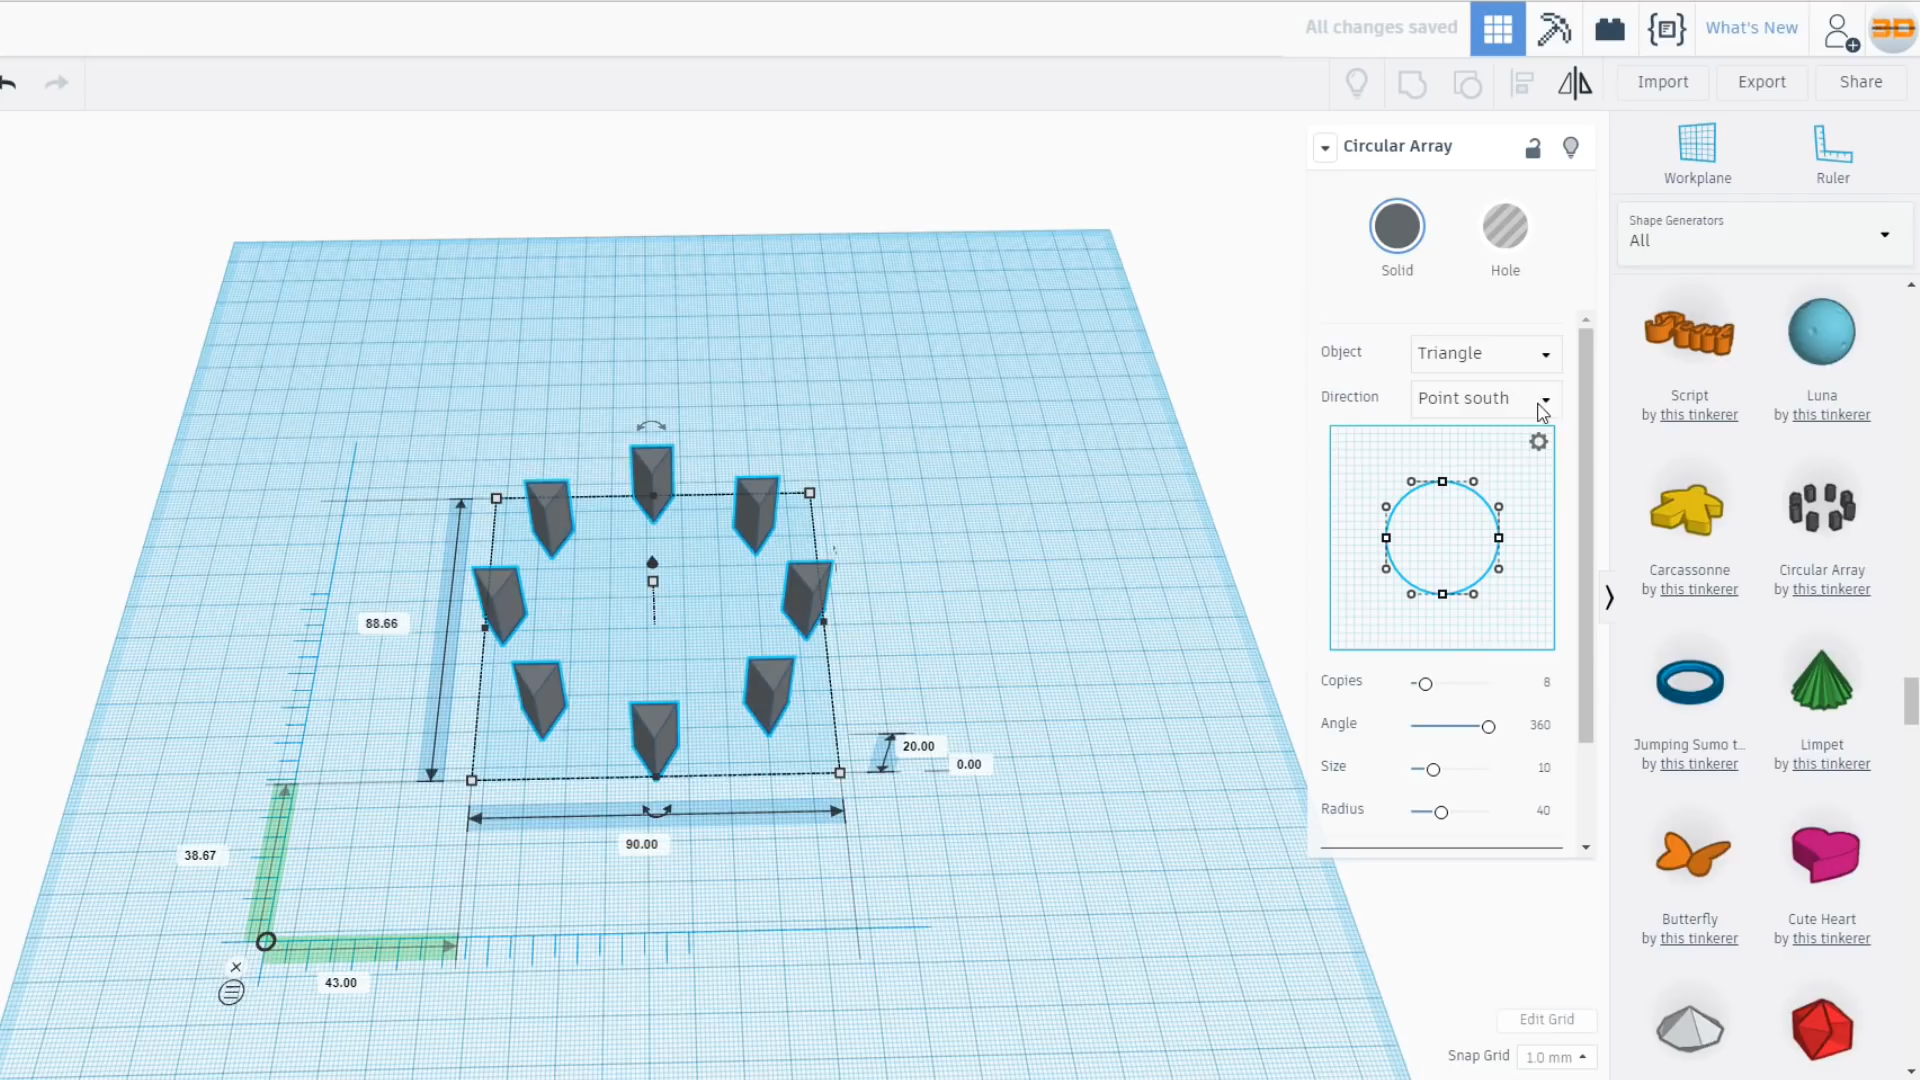 All changes saved
What's New
3D
Import
Export
Share
Circular Array
Workplane
Ruler
Shape Generators
All
Solid
Hole
Object
Triangle
Direction
Point south
Script
by this tinkerer
Luna
by this tinkerer
Carcassonne
by this tinkerer
Circular Array
by this tinkerer
88.66
20.00
0.00
90.00
38.67
43.00
Copies
8
Angle
360
Size
10
Radius
40
Jumping Sumo t...
by this tinkerer
Limpet
by this tinkerer
Butterfly
by this tinkerer
Cute Heart
by this tinkerer
Edit Grid
Snap Grid
1.0 mm